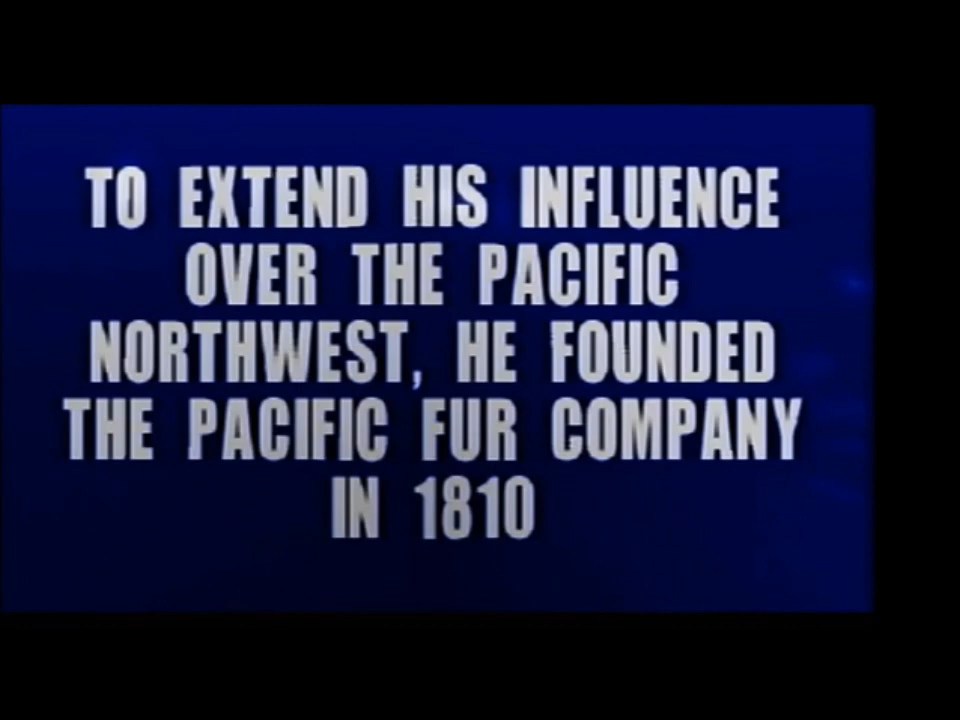 TO EXTEND HIS INFLUENCE
OVER THE PACIFIC
NORTHWEST, HE FOUNDED
THE PACIFIC FUR COMPANY
IN 1810